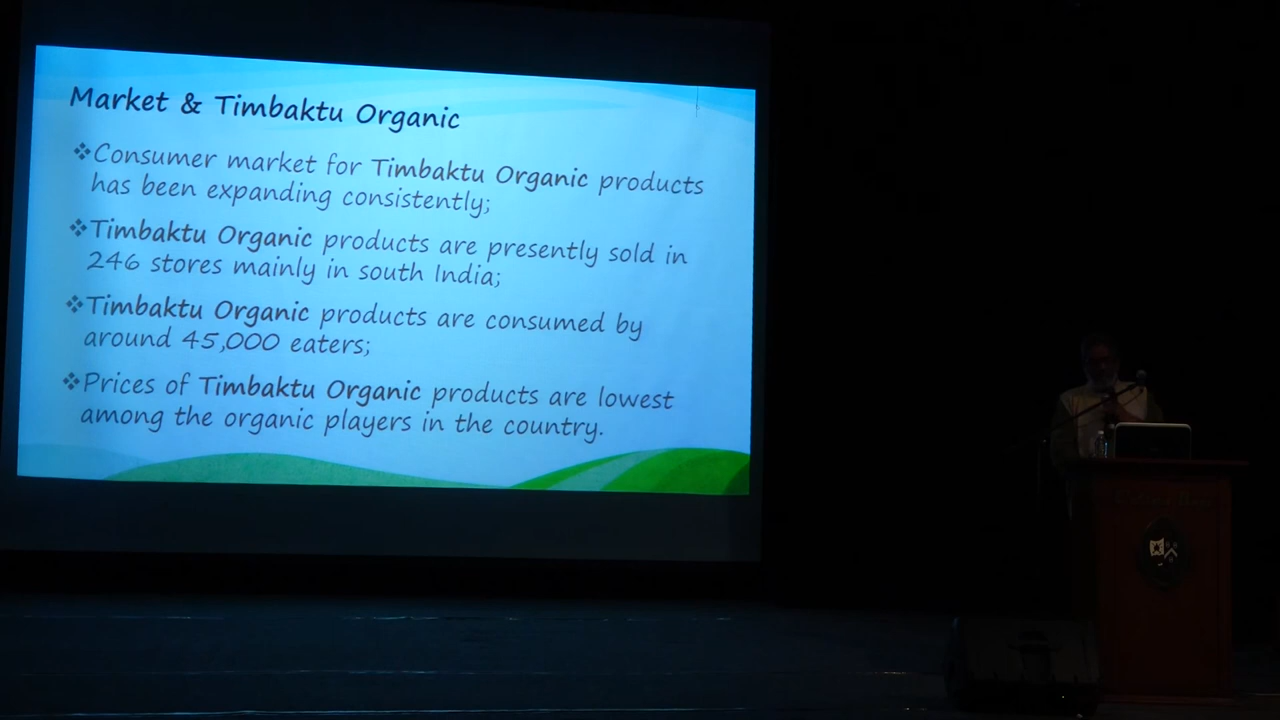 Market & Timbaktu Organic
❖Consumer market for Timbaktu Organic products
has been expanding consistently;
❖Timbaktu Organic products are presently sold in
246 stores mainly in south India;
❖Timbaktu Organic products are consumed by
around 45,000 eaters;
❖Prices of Timbaktu Organic products are lowest
among the organic players in the country.